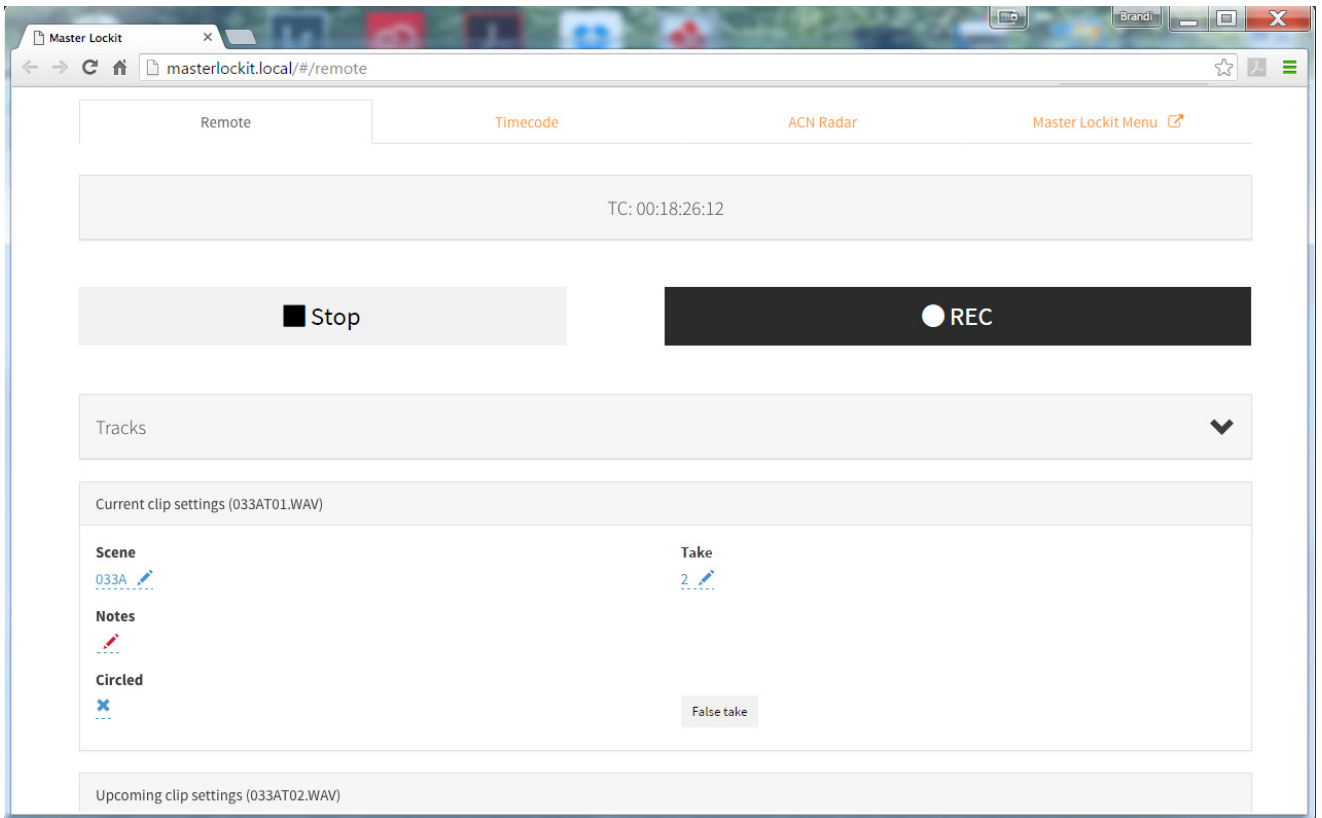 Brandi
Master Lockit
masterlockit.local/#/remote
Remote Timecode ACN Radar Master Lockit Menu
TC: 00:18:26:12
Stop REC
Tracks
Current clip settings (033AT01.WAV)
Scene Take
033A 2
Notes
Circled
False take
Upcoming clip settings (033AT02.WAV)